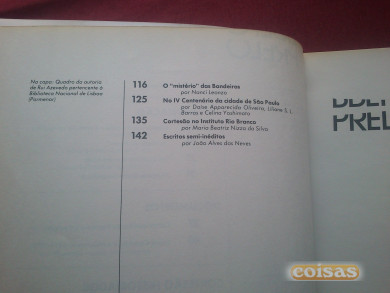 Na capa: Quadro da autoria
de Rui Azevedo pertencente à
Biblioteca Nacional de Lisboa
(Pormenor)
116 O "mistério" dos Bandeiras
por Nanci Leonzo
125 No IV Centenário da cidade de São Paulo
por Daise Apparecida Oliveira, Liliane S. L.
Barros e Celina Yoshimoto
135 Cortesão no Instituto Rio Branco
por Maria Beatriz Nizza da Silva
142 Escritos semi-inéditos
por João Alves das Neves
PREL
coisas